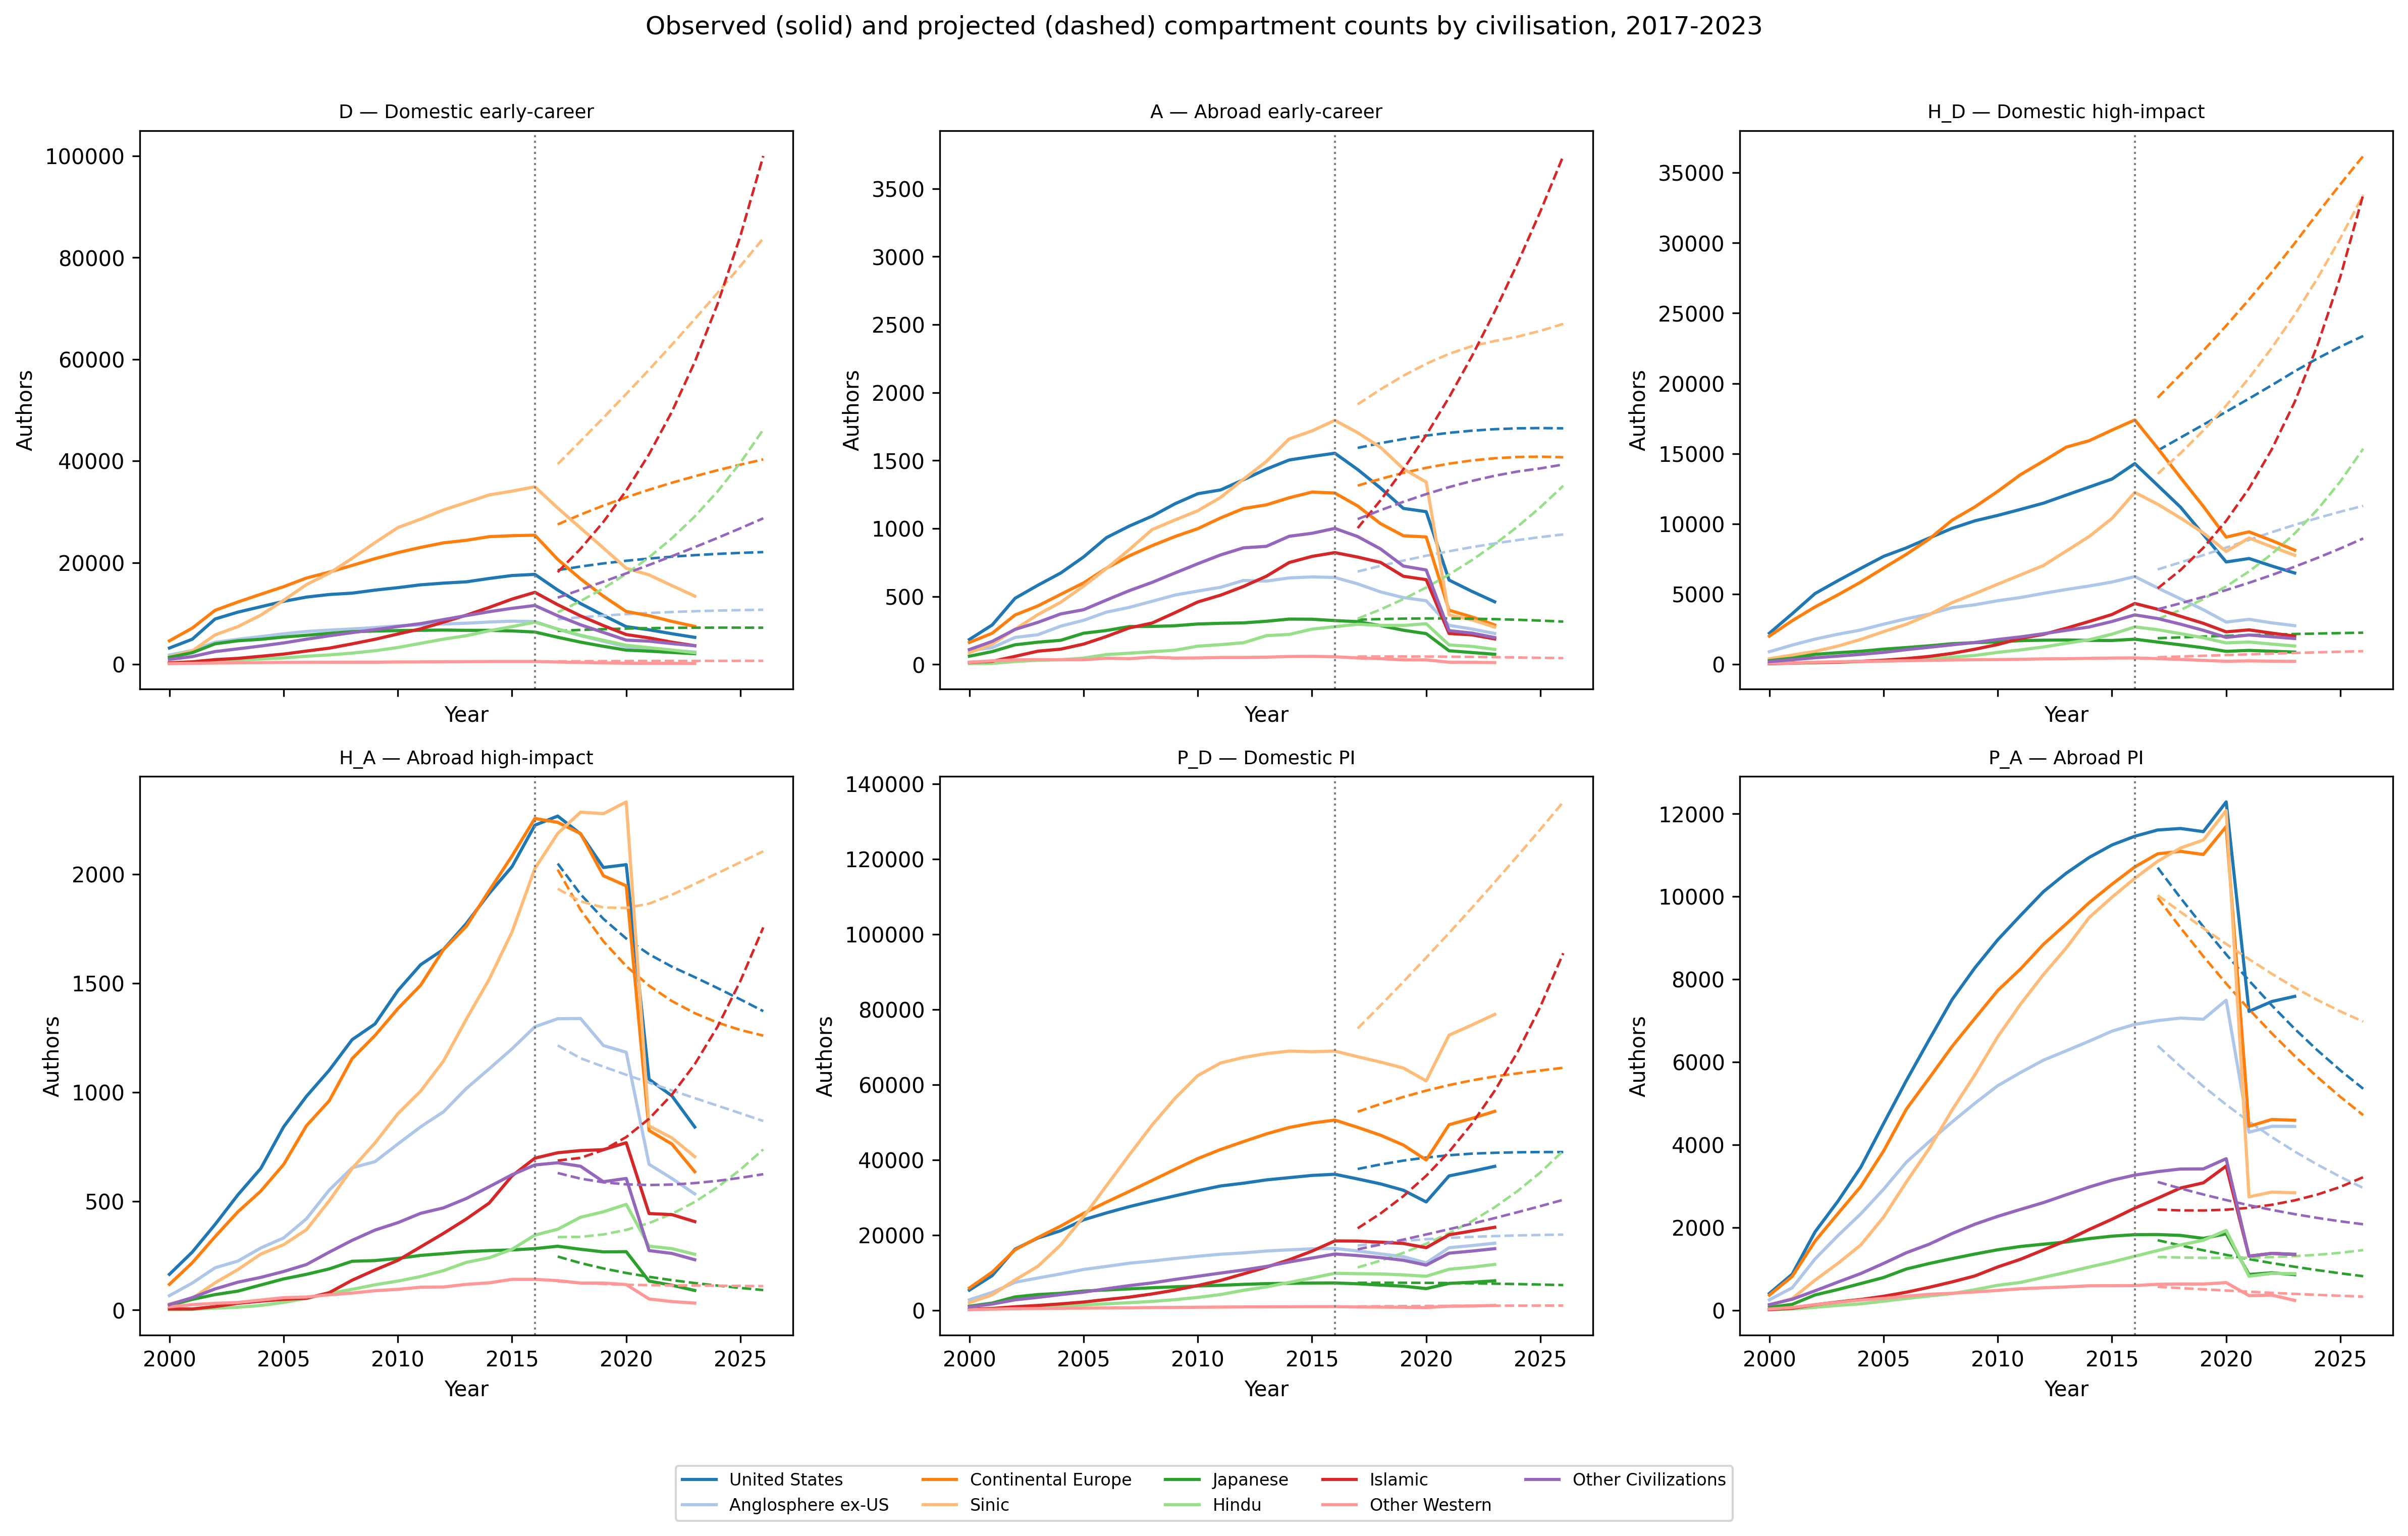 Observed (solid) and projected (dashed) compartment counts by civilisation, 2017-2023
D — Domestic early-career
A — Abroad early-career
H_D — Domestic high-impact
100000
80000
60000
40000
20000
0
Authors
Year
3500
3000
2500
2000
1500
1000
500
0
Authors
Year
35000
30000
25000
20000
15000
10000
5000
0
Authors
Year
H_A — Abroad high-impact
P_D — Domestic PI
P_A — Abroad PI
2000
1500
1000
500
0
Authors
2000 2005 2010 2015 2020 2025
Year
140000
120000
100000
80000
60000
40000
20000
0
Authors
2000 2005 2010 2015 2020 2025
Year
12000
10000
8000
6000
4000
2000
0
Authors
2000 2005 2010 2015 2020 2025
Year
United States
Anglosphere ex-US
Continental Europe
Sinic
Japanese
Hindu
Islamic
Other Western
Other Civilizations